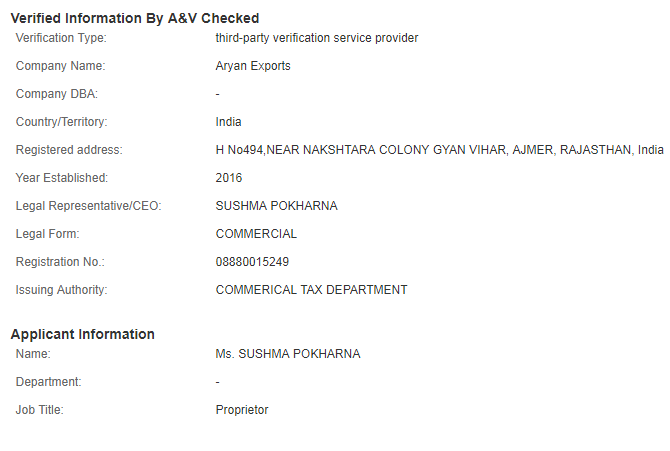 Verified Information By A&V Checked
Verification Type: third-party verification service provider
Company Name: Aryan Exports
Company DBA: -
Country/Territory: India
Registered address: H No494,NEAR NAKSHTARA COLONY GYAN VIHAR, AJMER, RAJASTHAN, India
Year Established: 2016
Legal Representative/CEO: SUSHMA POKHARNA
Legal Form: COMMERCIAL
Registration No.: 08880015249
Issuing Authority: COMMERICAL TAX DEPARTMENT
Applicant Information
Name: Ms. SUSHMA POKHARNA
Department: -
Job Title: Proprietor